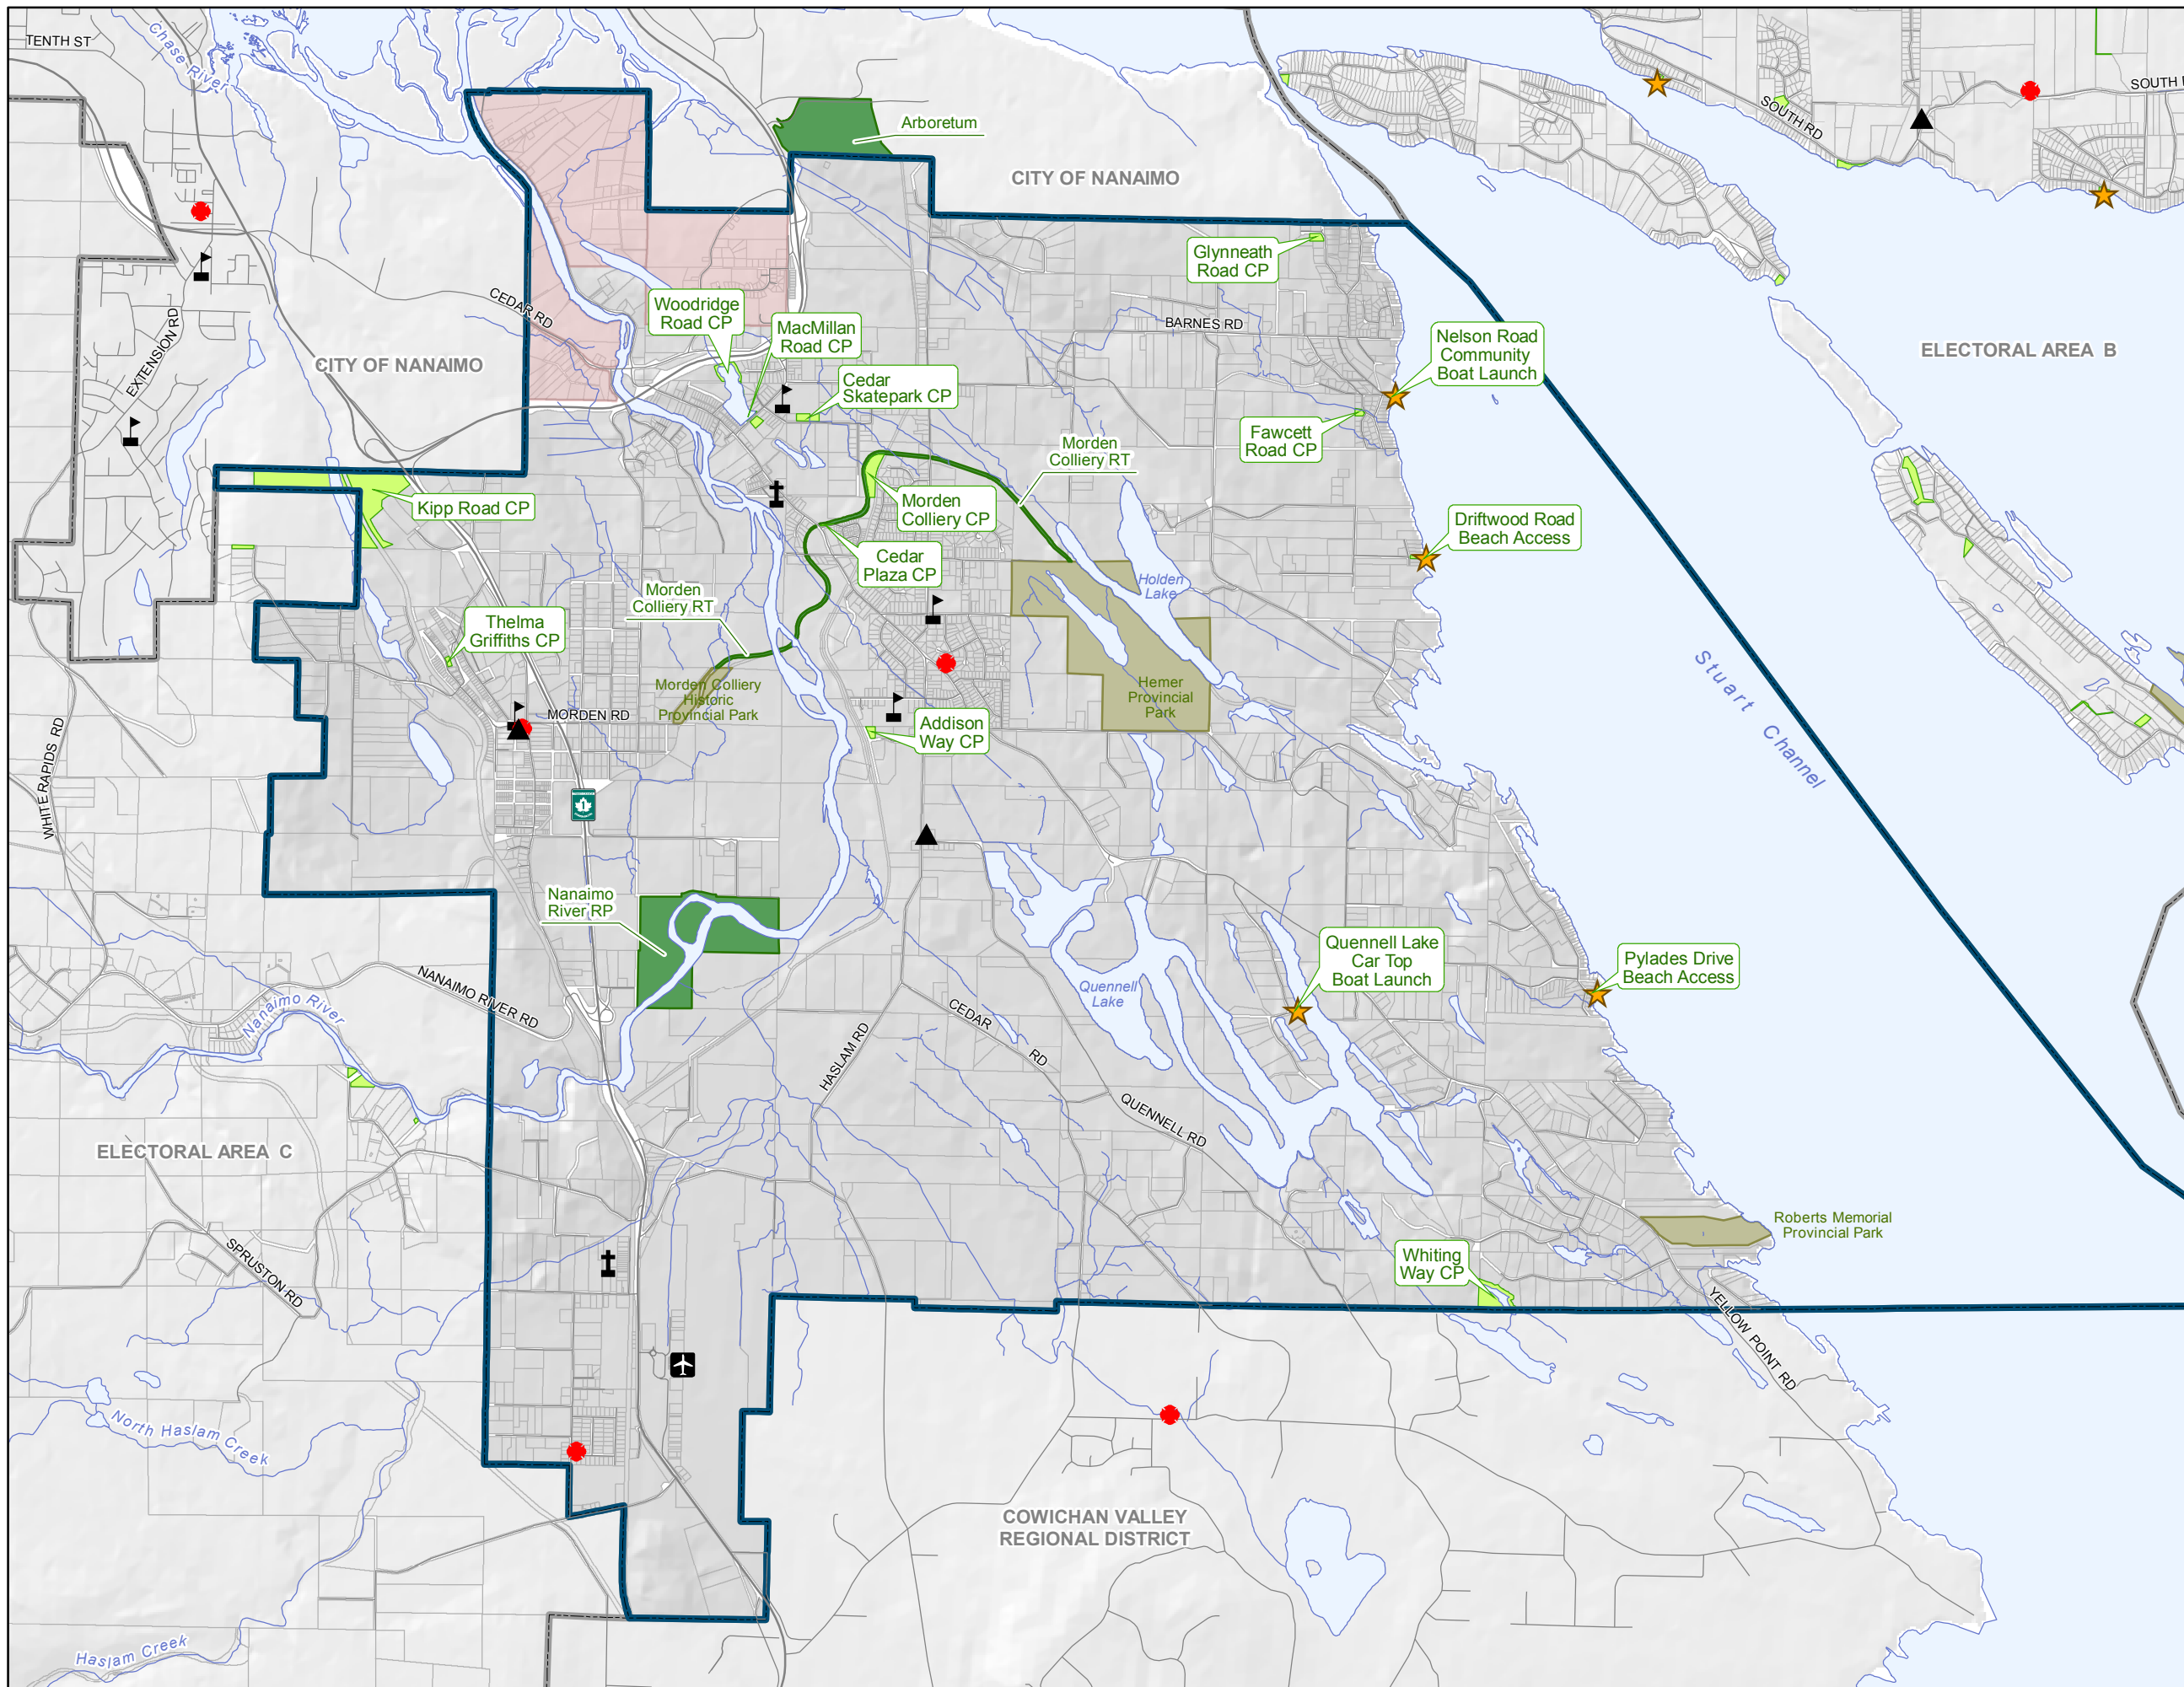 TENTH ST
Chase River
Arboretum
CITY OF NANAIMO
SOUTH RD
SOUTH
ELECTORAL AREA B
Glynneath
Road CP
BARNES RD
CEDAR RD
EXTENSION RD
CITY OF NANAIMO
Woodridge
Road CP
MacMillan
Road CP
Cedar
Skatepark CP
Nelson Road
Community
Boat Launch
Fawcett
Road CP
Morden
Colliery RT
Kipp Road CP
Morden
Colliery CP
Driftwood Road
Beach Access
Cedar
Plaza CP
Holden
Lake
Morden
Colliery RT
Thelma
Griffiths CP
Morden Colliery
Historic
Provincial Park
Hemer
Provincial
Park
MORDEN RD
Addison
Way CP
WHITE RAPIDS RD
Stuart Channel
1
Nanaimo
River RP
NANAIMO RIVER RD
Nanaimo River
Quennell
Lake
Quennell Lake
Car Top
Boat Launch
Pylades Drive
Beach Access
HASLAM RD
CEDAR RD
QUENNELL RD
ELECTORAL AREA C
SPRUSTON RD
Roberts Memorial
Provincial Park
Whiting
Way CP
YELLOW POINT RD
North Haslam Creek
COWICHAN VALLEY
REGIONAL DISTRICT
Haslam Creek